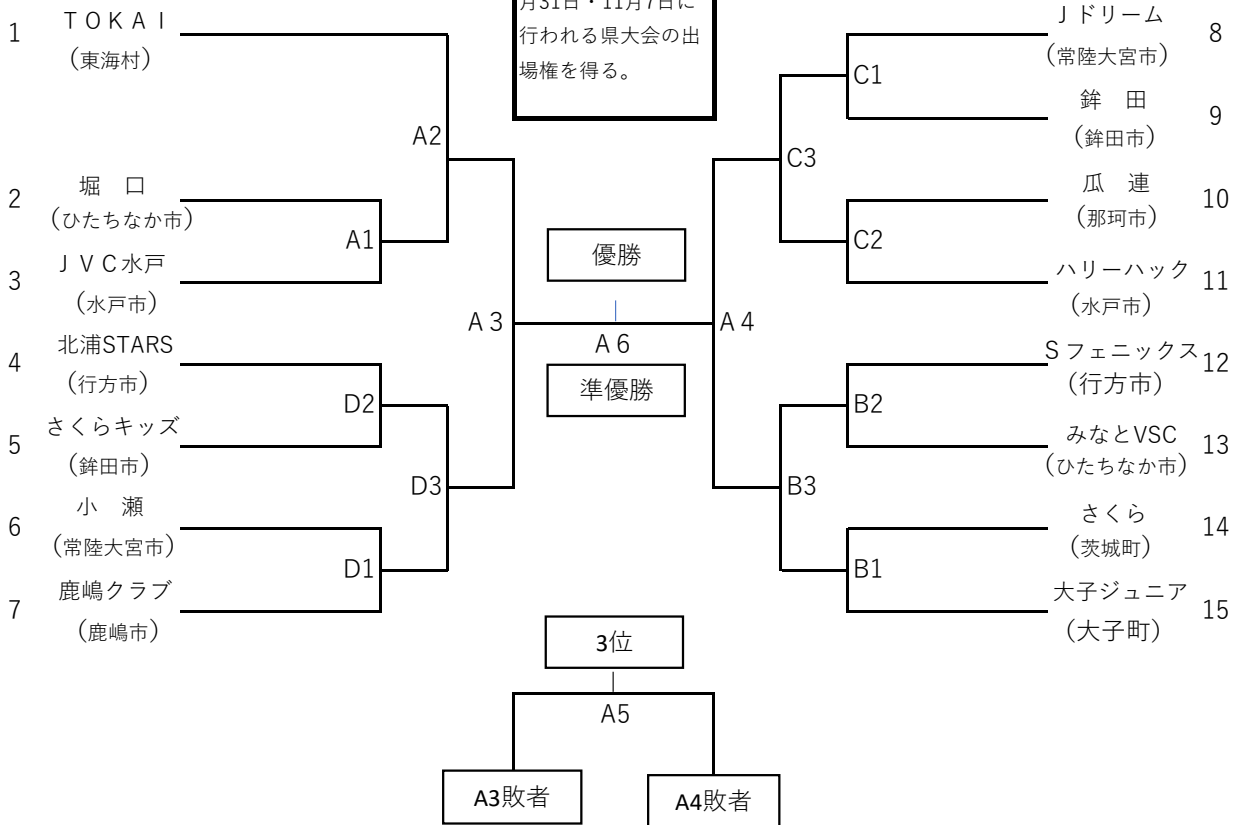 月31日・11月7日に
行われる県大会の出
場権を得る。
1
ＴＯＫＡＩ
（東海村）
2
堀　口
（ひたちなか市）
3
ＪＶＣ水戸
（水戸市）
4
北浦STARS
（行方市）
5
さくらキッズ
（鉾田市）
6
小　瀬
（常陸大宮市）
7
鹿嶋クラブ
（鹿嶋市）
A2
A1
D2
D3
D1
A３
優勝
A６
準優勝
A４
C1
C3
C2
B2
B3
B1
Ｊドリーム
8
（常陸大宮市）
鉾　田
9
（鉾田市）
瓜　連
10
（那珂市）
ハリーハック
11
（水戸市）
Ｓフェニックス
12
（行方市）
みなとVSC
13
（ひたちなか市）
さくら
14
（茨城町）
大子ジュニア
15
（大子町）
3位
A5
A3敗者
A4敗者